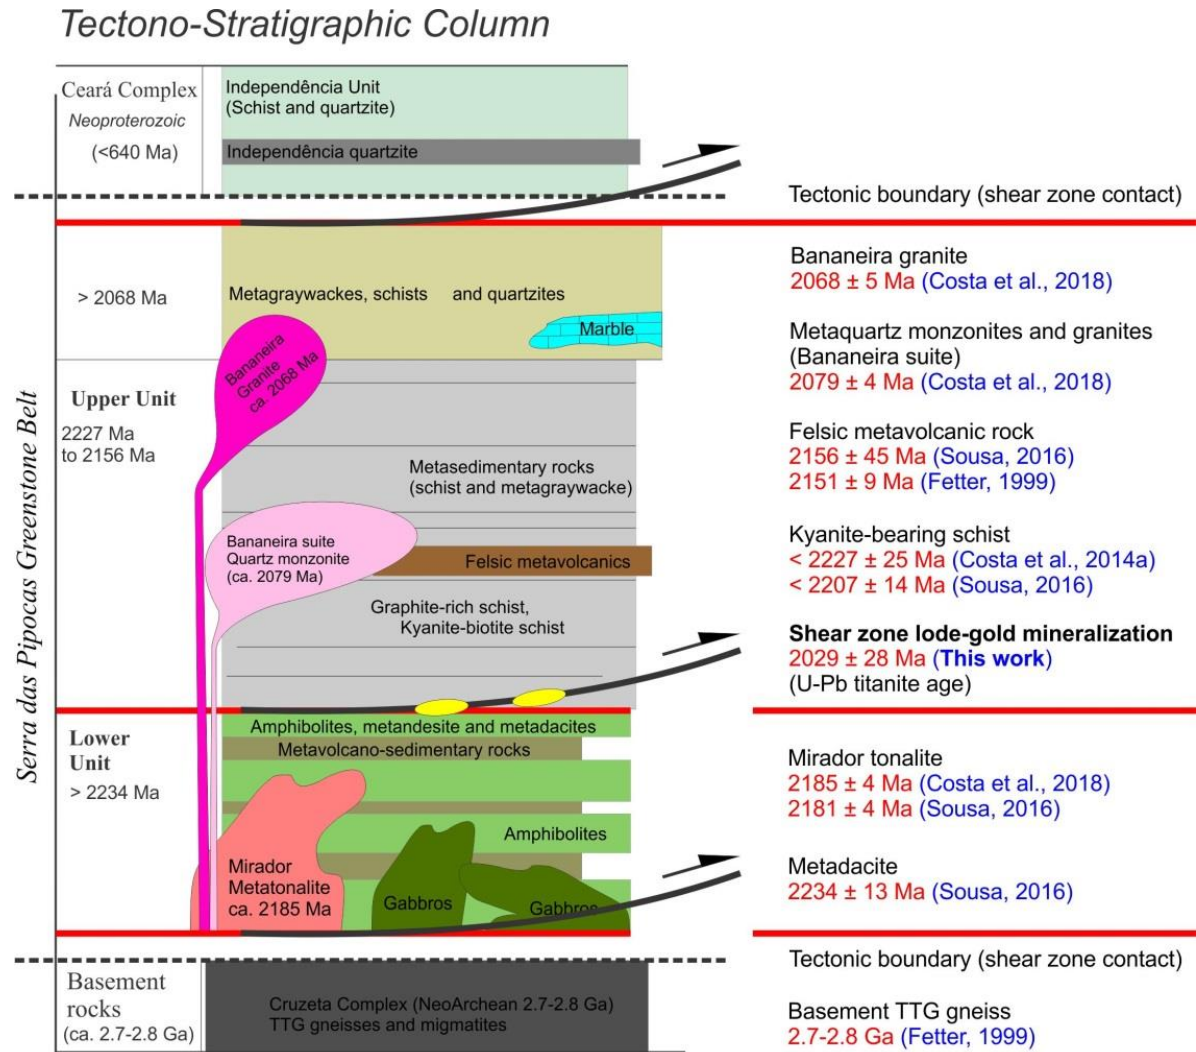 Tectono-Stratigraphic Column
Ceará Complex
Neoproterozoic
(<640 Ma)
Independência Unit
(Schist and quartzite)
Independência quartzite
Tectonic boundary (shear zone contact)
Serra das Pipocas Greenstone Belt
> 2068 Ma
Metagraywackes, schists and quartzites
Marble
Bananeira
Granite
ca. 2068 Ma
Upper Unit
2227 Ma
to 2156 Ma
Metasedimentary rocks
(schist and metagraywacke)
Bananeira suite
Quartz monzonite
(ca. 2079 Ma)
Felsic metavolcanics
Graphite-rich schist,
Kyanite-biotite schist
Lower
Unit
> 2234 Ma
Amphibolites, metandesite and metadacites
Metavolcano-sedimentary rocks
Amphibolites
Mirador
Metatonalite
ca. 2185 Ma
Gabbros
Gabbros
Basement
rocks
(ca. 2.7-2.8 Ga)
Cruzeta Complex (NeoArchean 2.7-2.8 Ga)
TTG gneisses and migmatites
Bananeira granite
2068 ± 5 Ma (Costa et al., 2018)
Metaquartz monzonites and granites
(Bananeira suite)
2079 ± 4 Ma (Costa et al., 2018)
Felsic metavolcanic rock
2156 ± 45 Ma (Sousa, 2016)
2151 ± 9 Ma (Fetter, 1999)
Kyanite-bearing schist
< 2227 ± 25 Ma (Costa et al., 2014a)
< 2207 ± 14 Ma (Sousa, 2016)
Shear zone lode-gold mineralization
2029 ± 28 Ma (This work)
(U-Pb titanite age)
Mirador tonalite
2185 ± 4 Ma (Costa et al., 2018)
2181 ± 4 Ma (Sousa, 2016)
Metadacite
2234 ± 13 Ma (Sousa, 2016)
Tectonic boundary (shear zone contact)
Basement TTG gneiss
2.7-2.8 Ga (Fetter, 1999)